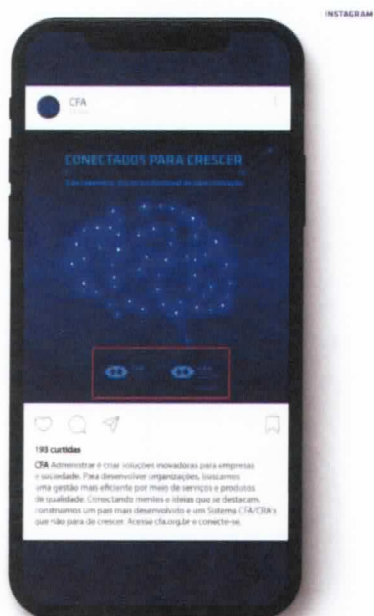 INSTAGRAM
CFA
CONECTADOS PARA CRESCER
193 curtidas
CFA Administrar é criar soluções inovadoras para empresas
e sociedade. Para desenvolver organizações, buscamos
uma gestão mais eficiente por meio de serviços e produtos
de qualidade. Conectando mentes e ideias que se destacam,
construímos um país mais desenvolvido e um Sistema CFA/CRA's
que não para de crescer. Acesse cfa.org.br e conecte-se.